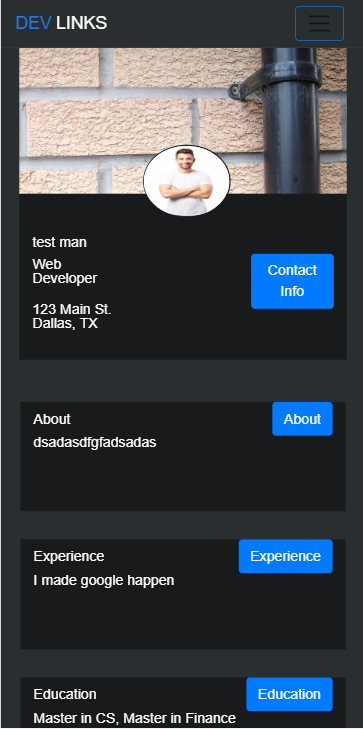 DEV LINKS
test man
Web
Developer
Contact
Info
123 Main St.
Dallas, TX
About
About
dsadasdfgfadsadas
Experience
Experience
I made google happen
Education
Education
Master in CS, Master in Finance